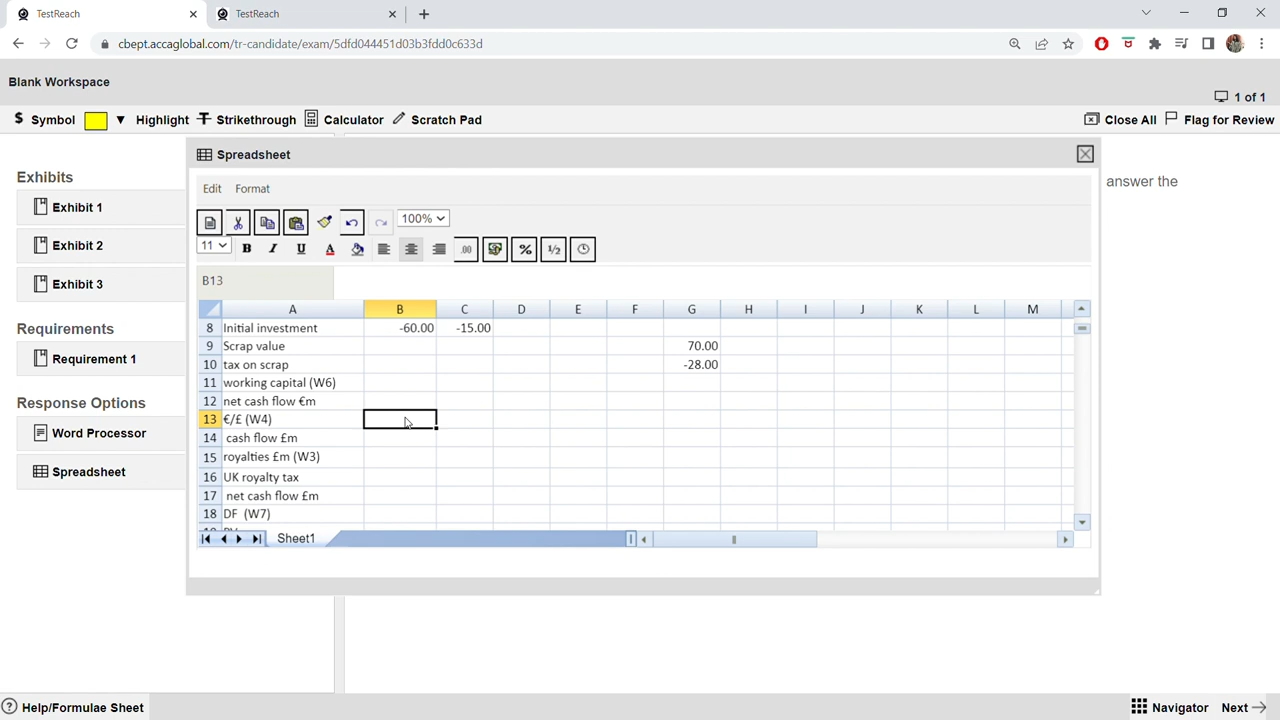 TestReach
TestReach
cbept.accaglobal.com/tr-candidate/exam/5dfd044451d03b3fdd0c633d
Blank Workspace
1 of 1
$ Symbol Highlight Strikethrough Calculator Scratch Pad
Close All Flag for Review
Exhibits
Exhibit 1
Exhibit 2
Exhibit 3
Requirements
Requirement 1
Response Options
Word Processor
Spreadsheet
answer the
Spreadsheet
Edit Format
100%
11 B I U A .00 % 1/2
B13
A B C D E F G H I J K L M
8 Initial investment -60.00 -15.00
9 Scrap value 70.00
10 tax on scrap -28.00
11 working capital (W6)
12 net cash flow €m
13 €/£ (W4)
14 cash flow £m
15 royalties £m (W3)
16 UK royalty tax
17 net cash flow £m
18 DF (W7)
Sheet1
? Help/Formulae Sheet
Navigator Next